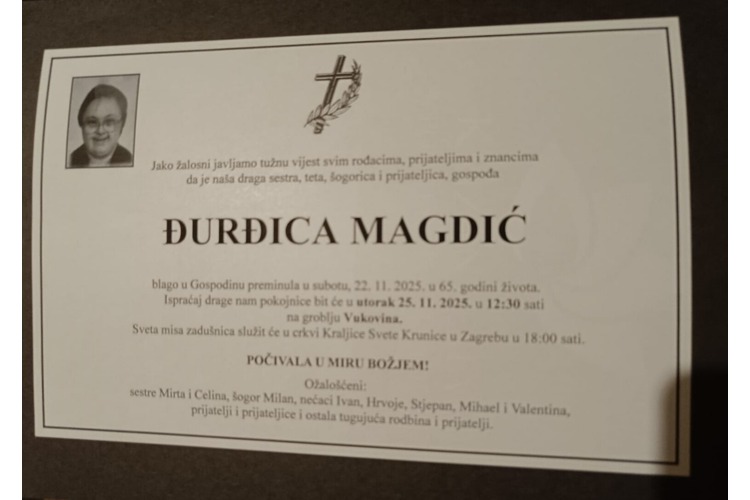 Jako žalosni javljamo tužnu vijest svim rođacima, prijateljima i znancima
da je naša draga sestra, teta, šogorica i prijateljica, gospođa
ĐURĐICA MAGDIĆ
blago u Gospodinu preminula u subotu, 22. 11. 2025. u 65. godini života.
Ispraćaj drage nam pokojnice bit će u utorak 25. 11. 2025. u 12:30 sati
na groblju Vukovina.
Sveta misa zadušnica služit će u crkvi Kraljice Svete Krunice u Zagrebu u 18:00 sati.
POČIVALA U MIRU BOŽJEM!
Ožalošćeni:
sestre Mirta i Celina, šogor Milan, nećaci Ivan, Hrvoje, Stjepan, Mihael i Valentina,
prijatelji i prijateljice i ostala tugujuća rodbina i prijatelji.